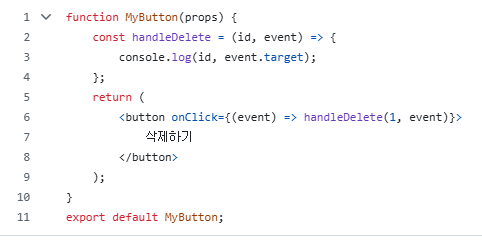 1 function MyButton(props) {
2     const handleDelete = (id, event) => {
3         console.log(id, event.target);
4     };
5     return (
6         <button onClick={(event) => handleDelete(1, event)}>
7             삭제하기
8         </button>
9     );
10 }
11 export default MyButton;